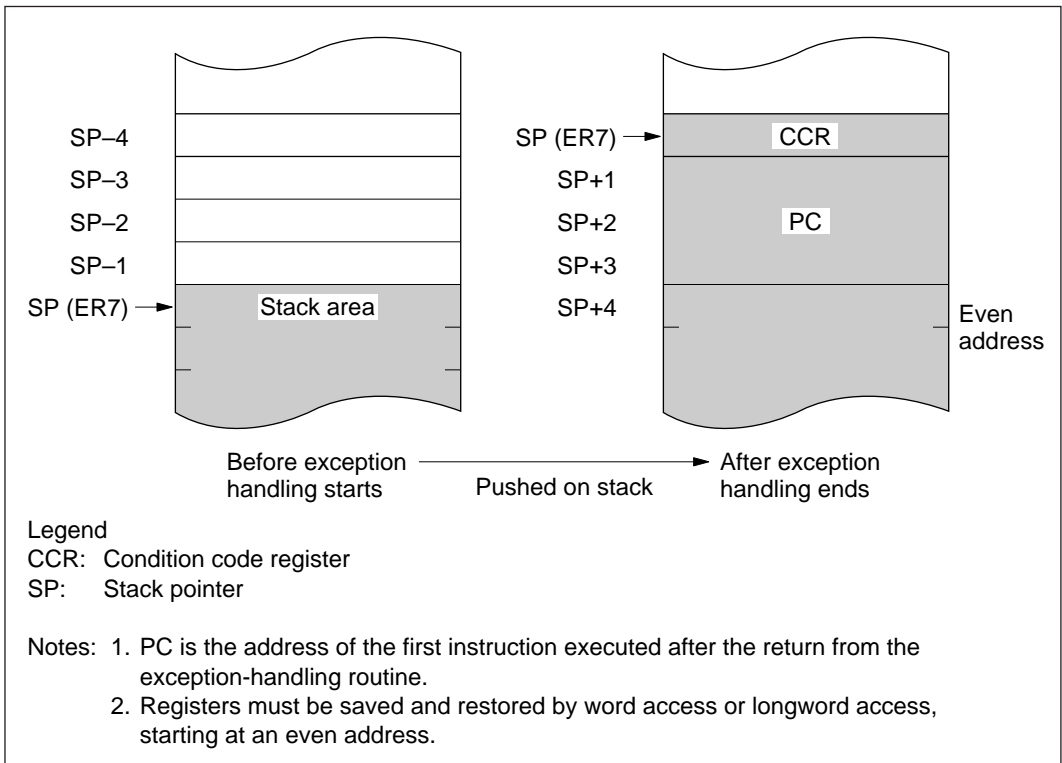 SP–4
SP–3
SP–2
SP–1
SP (ER7)
Stack area
SP (ER7)
CCR
SP+1
SP+2
PC
SP+3
SP+4
Even
address
Before exception
handling starts
Pushed on stack
After exception
handling ends
Legend
CCR: Condition code register
SP: Stack pointer
Notes: 1. PC is the address of the first instruction executed after the return from the
exception-handling routine.
2. Registers must be saved and restored by word access or longword access,
starting at an even address.